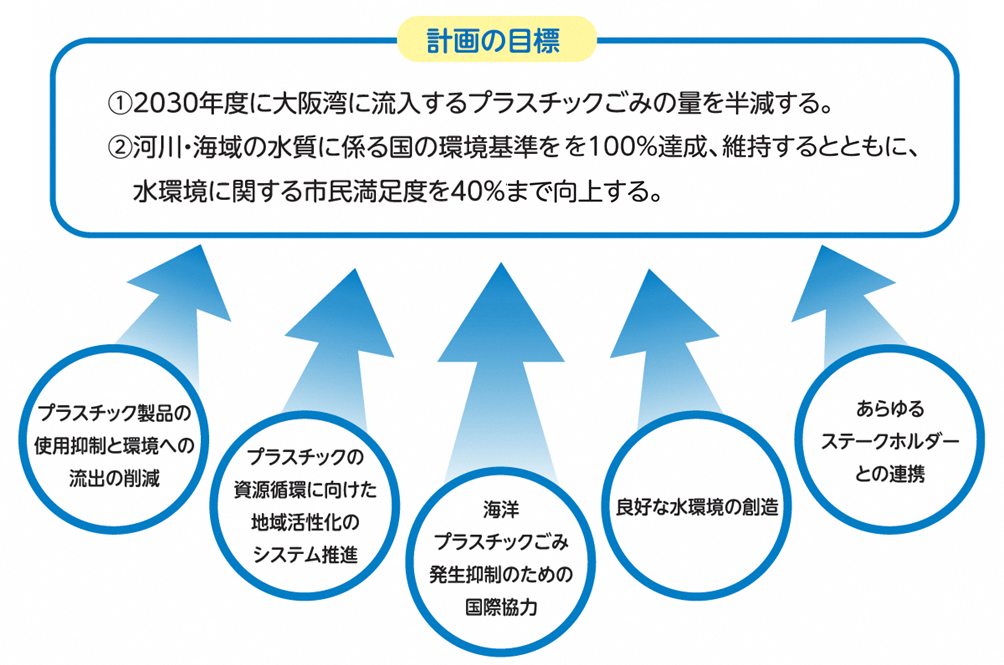 計画の目標
①2030年度に大阪湾に流入するプラスチックごみの量を半減する。
②河川・海域の水質に係る国の環境基準をを100%達成、維持するとともに、
水環境に関する市民満足度を40%まで向上する。
プラスチック製品の
使用抑制と環境への
流出の削減
プラスチックの
資源循環に向けた
地域活性化の
システム推進
海洋
プラスチックごみ
発生抑制のための
国際協力
良好な水環境の創造
あらゆる
ステークホルダー
との連携